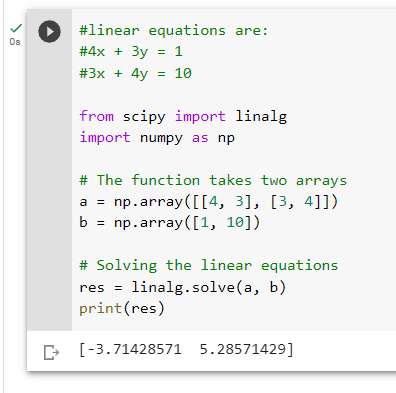 0s
#linear equations are:
#4x + 3y = 1
#3x + 4y = 10
from scipy import linalg
import numpy as np
# The function takes two arrays
a = np.array([[4, 3], [3, 4]])
b = np.array([1, 10])
# Solving the linear equations
res = linalg.solve(a, b)
print(res)
[-3.71428571  5.28571429]